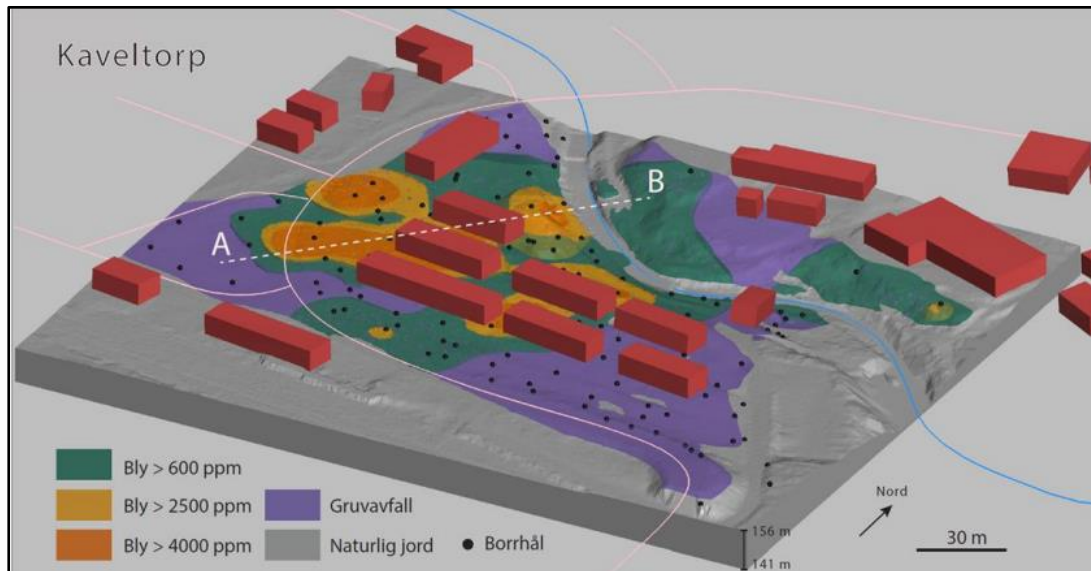 Kaveltorp
A
B
Bly > 600 ppm
Bly > 2500 ppm
Bly > 4000 ppm
Gruvavfall
Naturlig jord
Borrhål
Nord
156 m
141 m
30 m